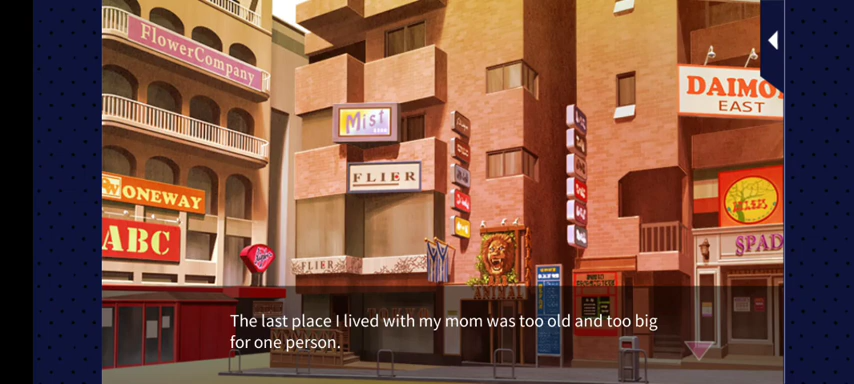 FlowerCompany
Mist
FLIER
ONEWAY
ABC
FLIER
DAIMO
EAST
SPAD
ANIMAL
The last place I lived with my mom was too old and too big
for one person.